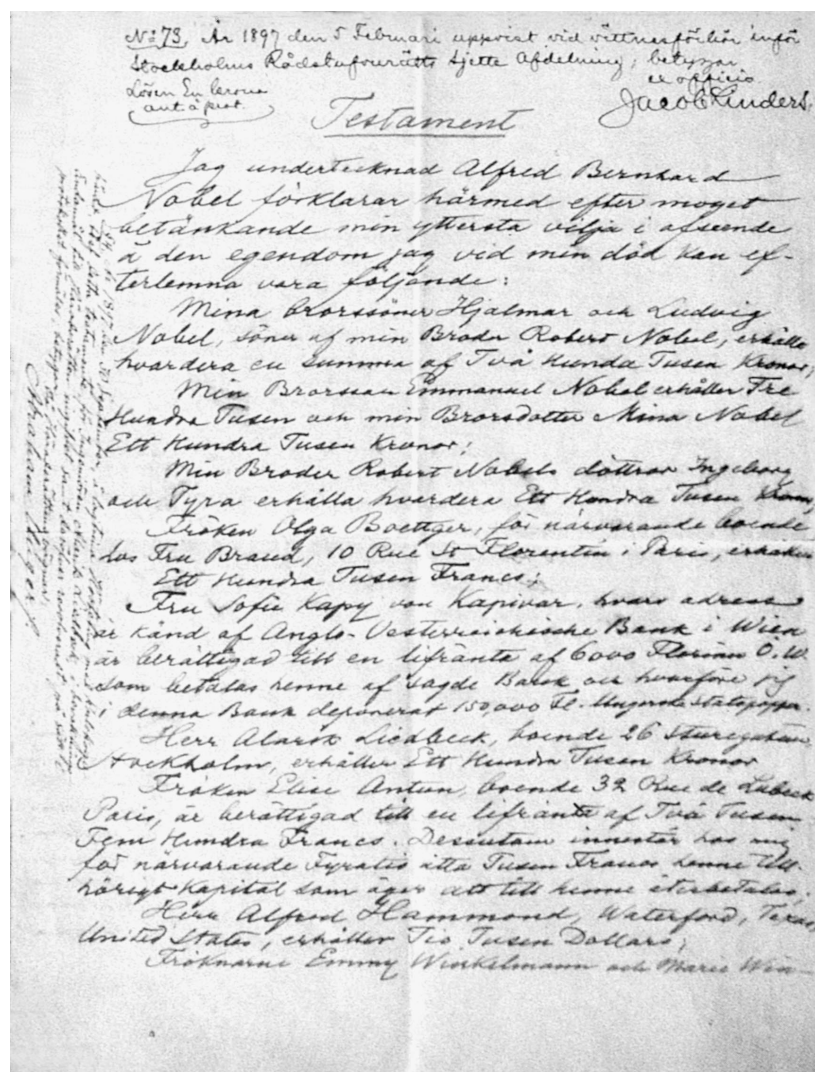 No 73. År 1897 den 5 Februari uppvist vid vittnesförhör inför
Stockholms Rådstufvurätts Sjette Afdelning; betygar
Lösen En krona
ex officio
Jacob Linders.
Testament
Jag undertecknad Alfred Bernhard
Nobel förklarar härmed efter moget
betänkande min yttersta vilja i afseende
å den egendom jag vid min död kan ef-
terlemna vara följande:
Mina brorssöner Hjalmar och Ludvig
Nobel, söner af min Broder Robert Nobel, erhålla
hvardera en summa af Två Hundra Tusen Kronor;
Min Brorsson Emmanuel Nobel erhåller Tre
Hundra Tusen och min Brorsdotter Mina Nobel
Ett Hundra Tusen Kronor;
Min Broder Robert Nobels döttrar Ingeborg
och Tyra erhålla hvardera Ett Hundra Tusen Kronor;
Fröken Olga Boettger, för närvarande boende
hos Fru Brand, 10 Rue St Florentin i Paris, erhåller
Ett Hundra Tusen Francs;
Fru Sofie Kapy von Kapivar, hvars adress
är känd af Anglo-Oesterreichische Bank i Wien
är berättigad till en lifränta af 6000 Florins Ö.W.
som betalas henne af sagde Bank och hvarföre jag
i denna Bank deponerat 150,000 Fl. Ungerska statspapper.
Herr Alarik Liedbeck, boende 26 Sturegatan,
Stockholm, erhåller Ett Hundra Tusen Kronor
Fröken Elise Antun, boende 32 Rue de Lubeck
Paris, är berättigad till en lifränta af Två Tusen
Fem Hundra Francs. Dessutom innestår hos mig
för närvarande Fyratio åtta Tusen Francs henne till-
hörigt Kapital som äger att till henne återbetalas;
Herr Alfred Hammond, Waterford, Texas,
United States, erhåller Tio Tusen Dollars;
Fröknarne Emmy Winkelmann och Marie Win-